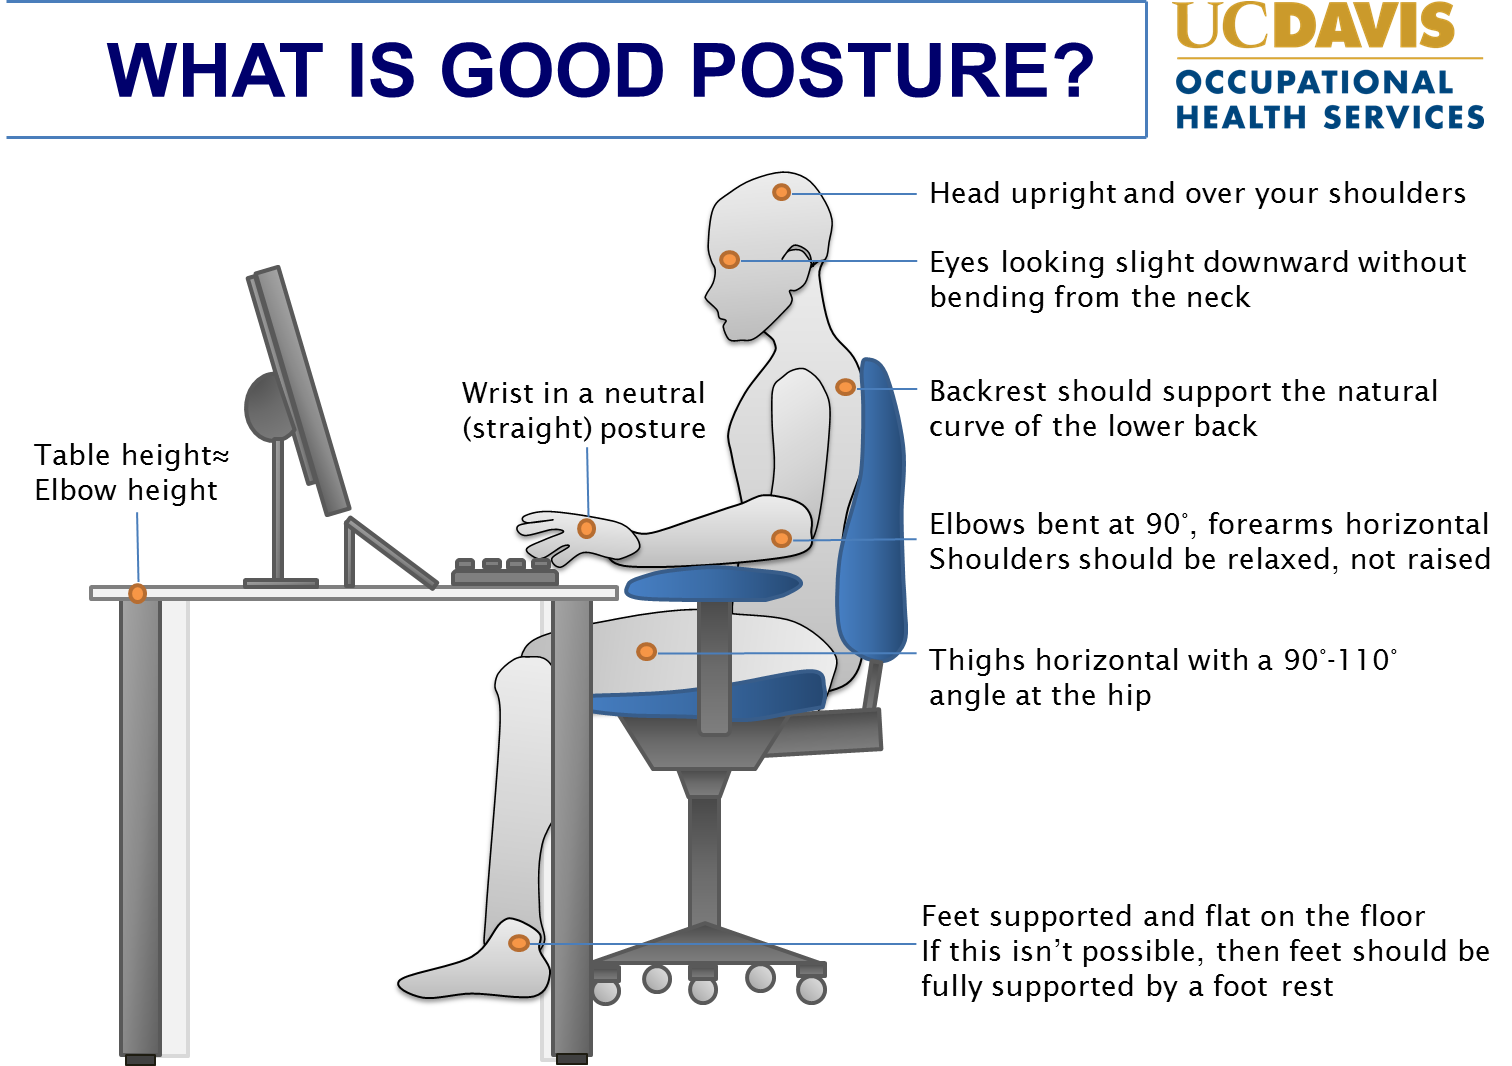 WHAT IS GOOD POSTURE?
UCDAVIS
OCCUPATIONAL
HEALTH SERVICES
Head upright and over your shoulders
Eyes looking slight downward without
bending from the neck
Wrist in a neutral
(straight) posture
Backrest should support the natural
curve of the lower back
Table height≈
Elbow height
Elbows bent at 90°, forearms horizontal
Shoulders should be relaxed, not raised
Thighs horizontal with a 90°-110°
angle at the hip
Feet supported and flat on the floor
If this isn't possible, then feet should be
fully supported by a foot rest